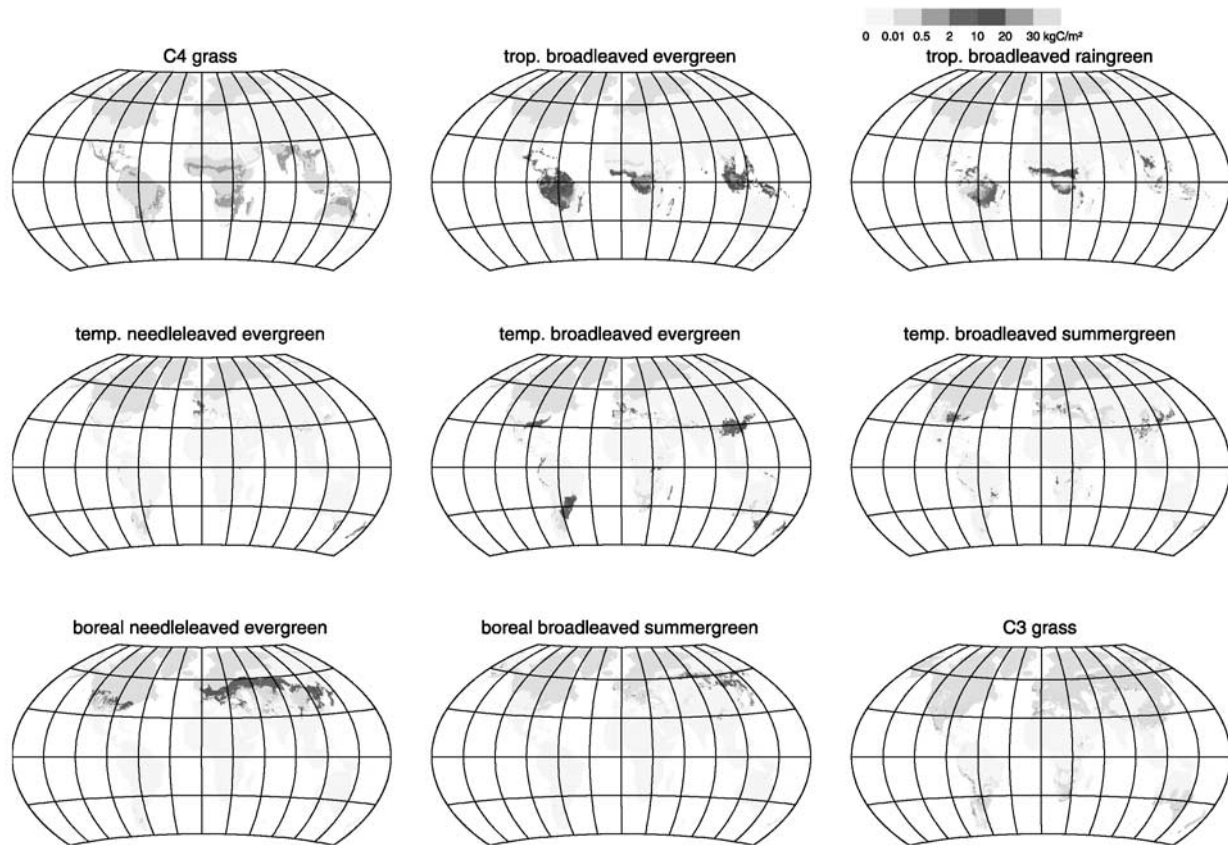 0 0.01 0.5 2 10 20 30 kgC/m²
C4 grass
trop. broadleaved evergreen
trop. broadleaved raingreen
temp. needleleaved evergreen
temp. broadleaved evergreen
temp. broadleaved summergreen
boreal needleleaved evergreen
boreal broadleaved summergreen
C3 grass